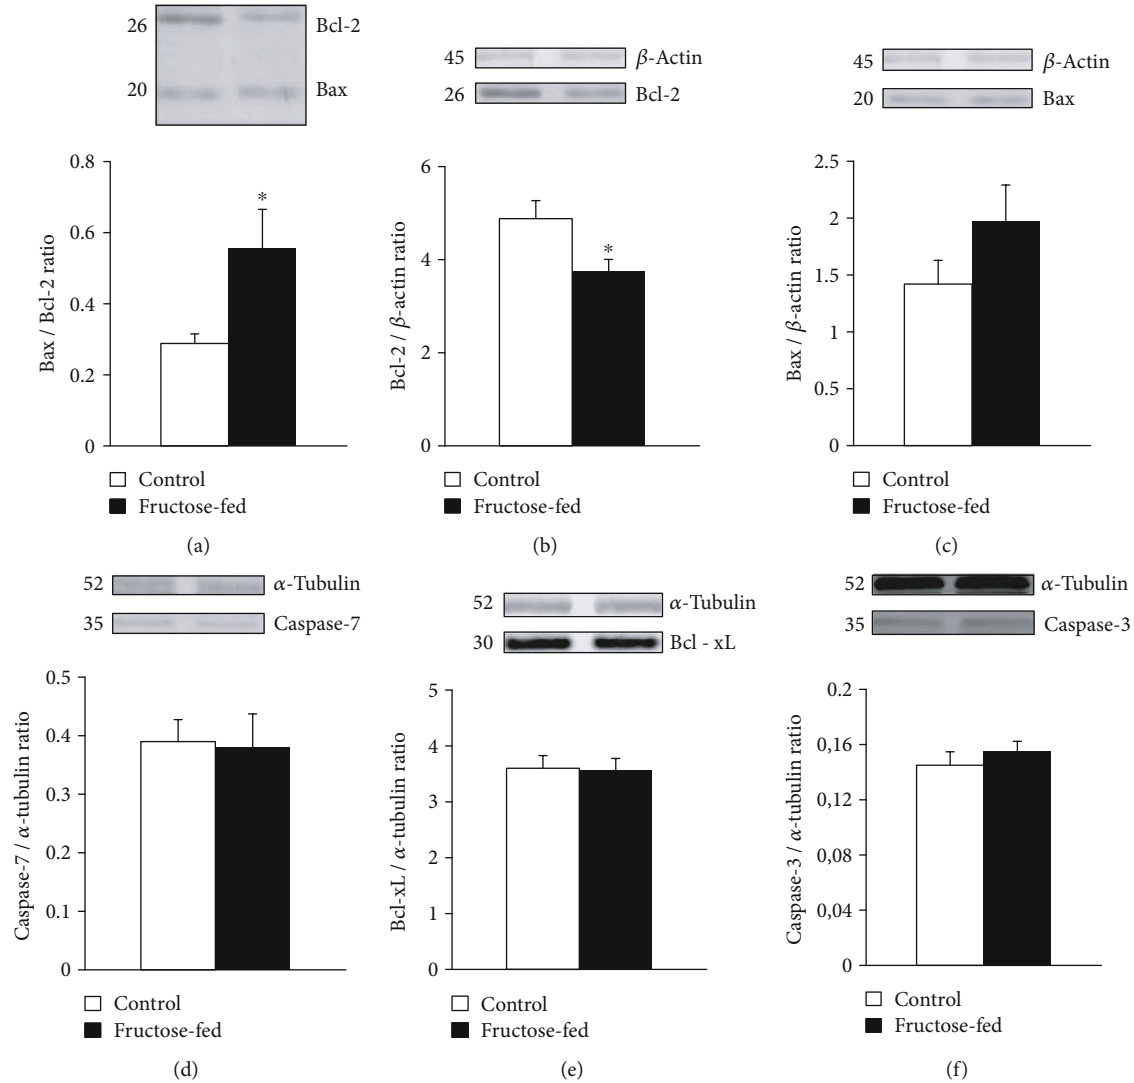 26 Bcl-2
20 Bax
0.8
0.6
0.4
0.2
0
Bax / Bcl-2 ratio
*
Control
Fructose-fed
(a)
45 β-Actin
26 Bcl-2
6
4
2
0
Bcl-2 / β-actin ratio
*
Control
Fructose-fed
(b)
45 β-Actin
20 Bax
2.5
2
1.5
1
0.5
0
Bax / β-actin ratio
Control
Fructose-fed
(c)
52 α-Tubulin
35 Caspase-7
0.5
0.4
0.3
0.2
0.1
0
Caspase-7 / α-tubulin ratio
Control
Fructose-fed
(d)
52 α-Tubulin
30 Bcl - xL
5
4
3
2
1
0
Bcl-xL / α-tubulin ratio
Control
Fructose-fed
(e)
52 α-Tubulin
35 Caspase-3
0.2
0,16
0,12
0,08
0,04
0
Caspase-3 / α-tubulin ratio
Control
Fructose-fed
(f)